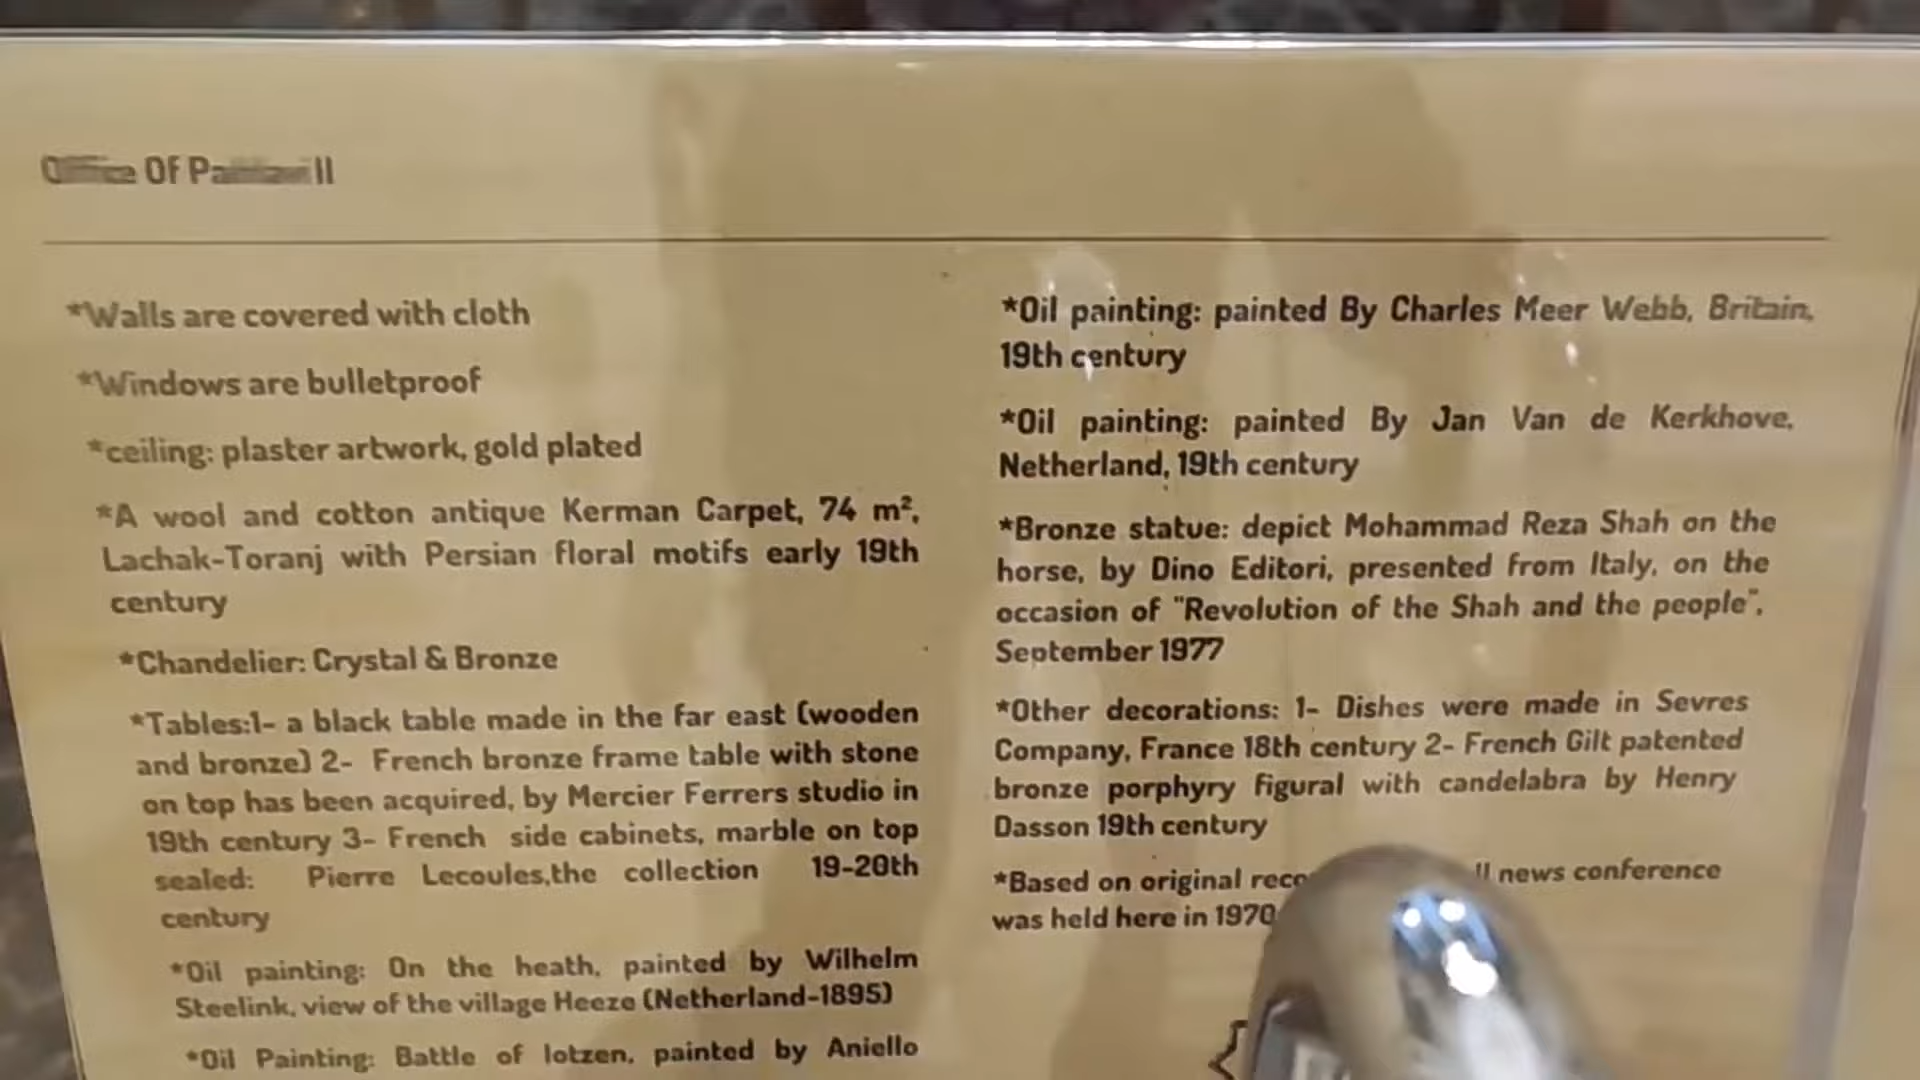 Office Of Pahlavi II
*Walls are covered with cloth
*Windows are bulletproof
*ceiling: plaster artwork, gold plated
*A wool and cotton antique Kerman Carpet, 74 m²,
Lachak-Toranj with Persian floral motifs early 19th
century
*Chandelier: Crystal & Bronze
*Tables:1- a black table made in the far east (wooden
and bronze) 2- French bronze frame table with stone
on top has been acquired, by Mercier Ferrers studio in
19th century 3- French side cabinets, marble on top
sealed: Pierre Lecoules,the collection 19-20th
century
*Oil painting: On the heath, painted by Wilhelm
Steelink, view of the village Heeze (Netherland-1895)
*Oil Painting: Battle of lotzen, painted by Aniello
*Oil painting: painted By Charles Meer Webb, Britain,
19th century
*Oil painting: painted By Jan Van de Kerkhove,
Netherland, 19th century
*Bronze statue: depict Mohammad Reza Shah on the
horse, by Dino Editori, presented from Italy, on the
occasion of "Revolution of the Shah and the people",
September 1977
*Other decorations: 1- Dishes were made in Sevres
Company, France 18th century 2- French Gilt patented
bronze porphyry figural with candelabra by Henry
Dasson 19th century
*Based on original news conference
was held here in 1970